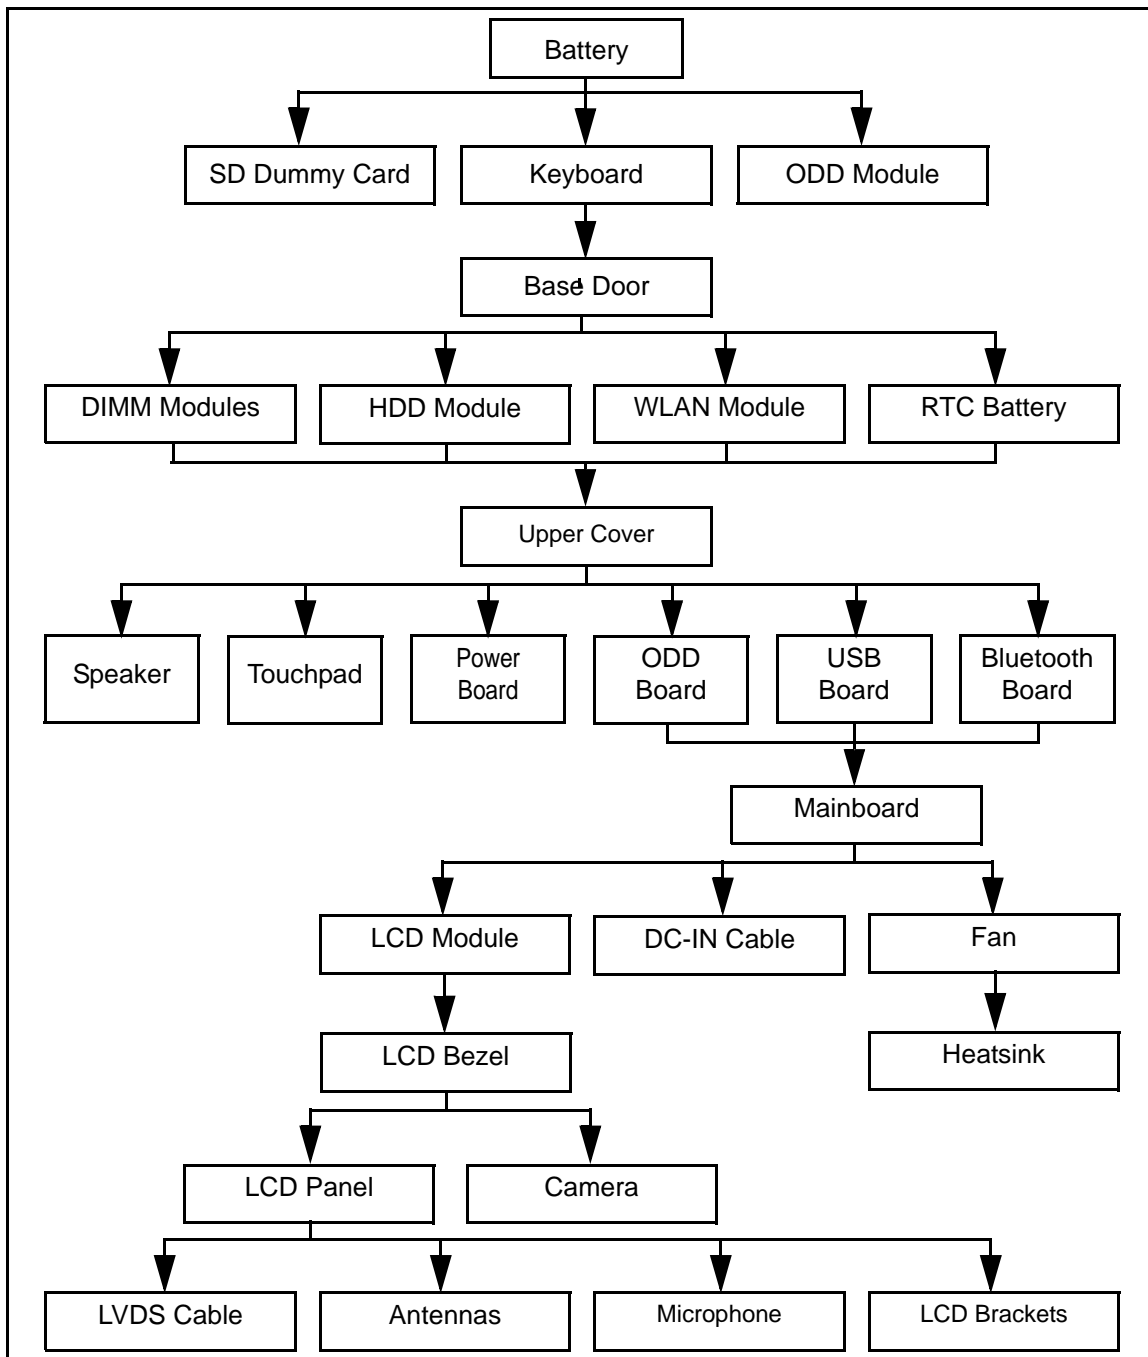 Battery
SD Dummy Card
Keyboard
ODD Module
Base Door
DIMM Modules
HDD Module
WLAN Module
RTC Battery
Upper Cover
Speaker
Touchpad
Power
Board
ODD
Board
USB
Board
Bluetooth
Board
Mainboard
LCD Module
DC-IN Cable
Fan
LCD Bezel
Heatsink
LCD Panel
Camera
LVDS Cable
Antennas
Microphone
LCD Brackets